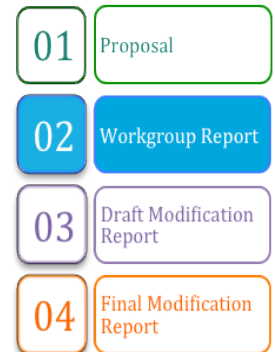 01
Proposal
02
Workgroup Report
03
Draft Modification
Report
04
Final Modification
Report